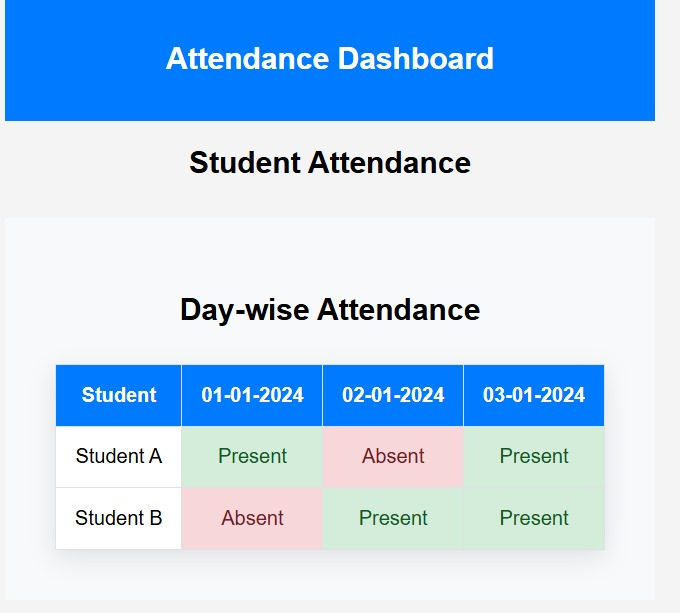 Attendance Dashboard
Student Attendance
Day-wise Attendance
Student 01-01-2024 02-01-2024 03-01-2024
Student A Present Absent Present
Student B Absent Present Present